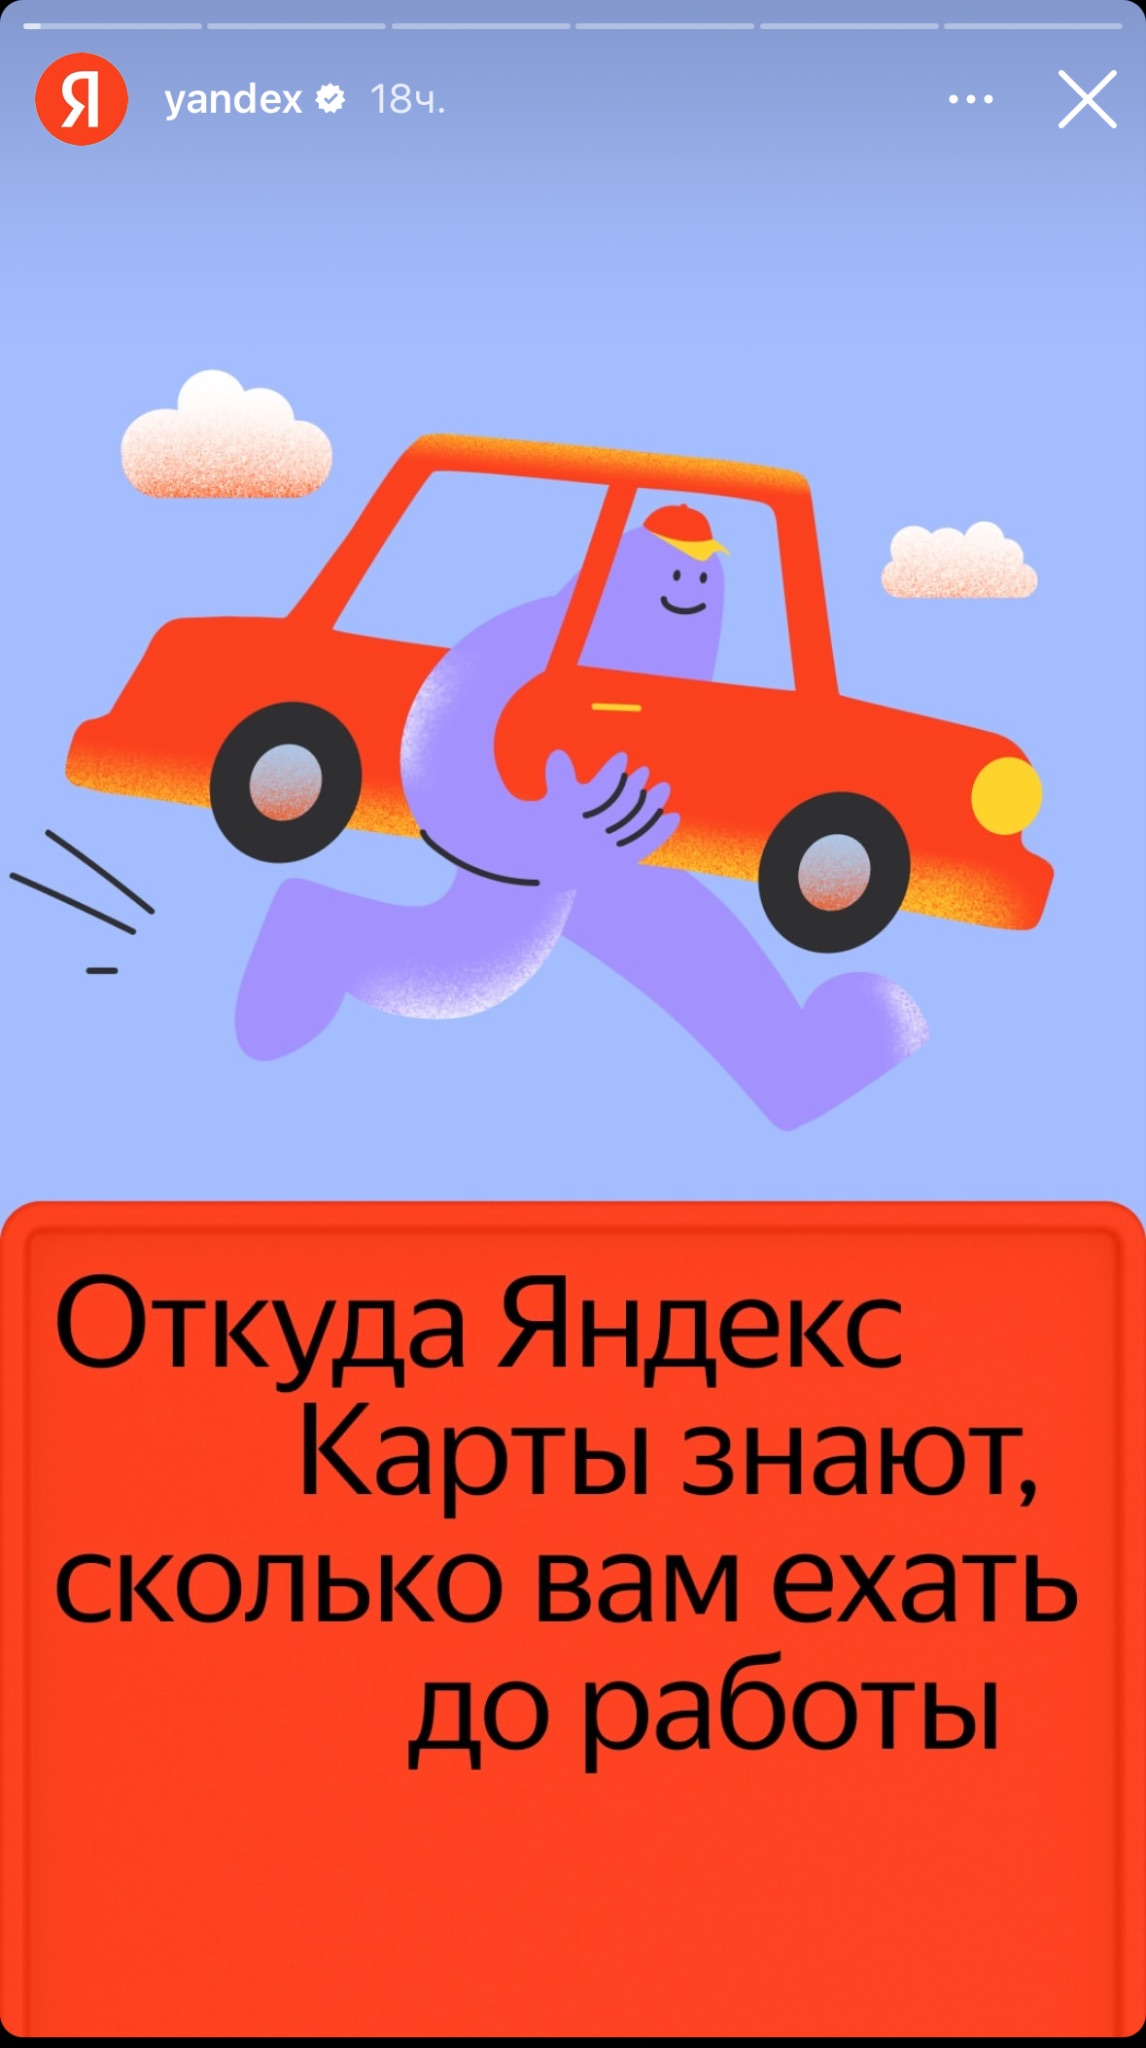 Я
yandex 18ч.
Откуда Яндекс
Карты знают,
сколько вам ехать
до работы